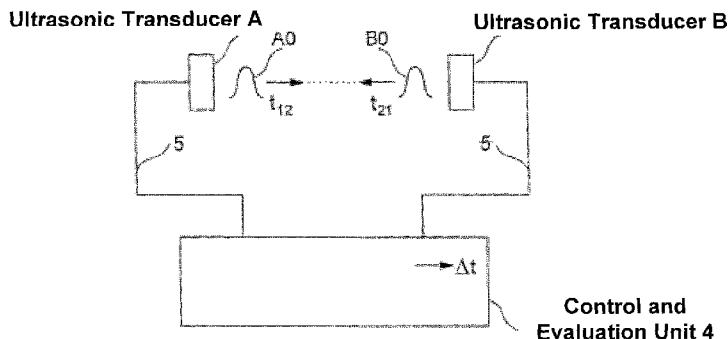 Ultrasonic Transducer A
A0
B0
Ultrasonic Transducer B
t12
t21
5
5
Δt
Control and
Evaluation Unit 4